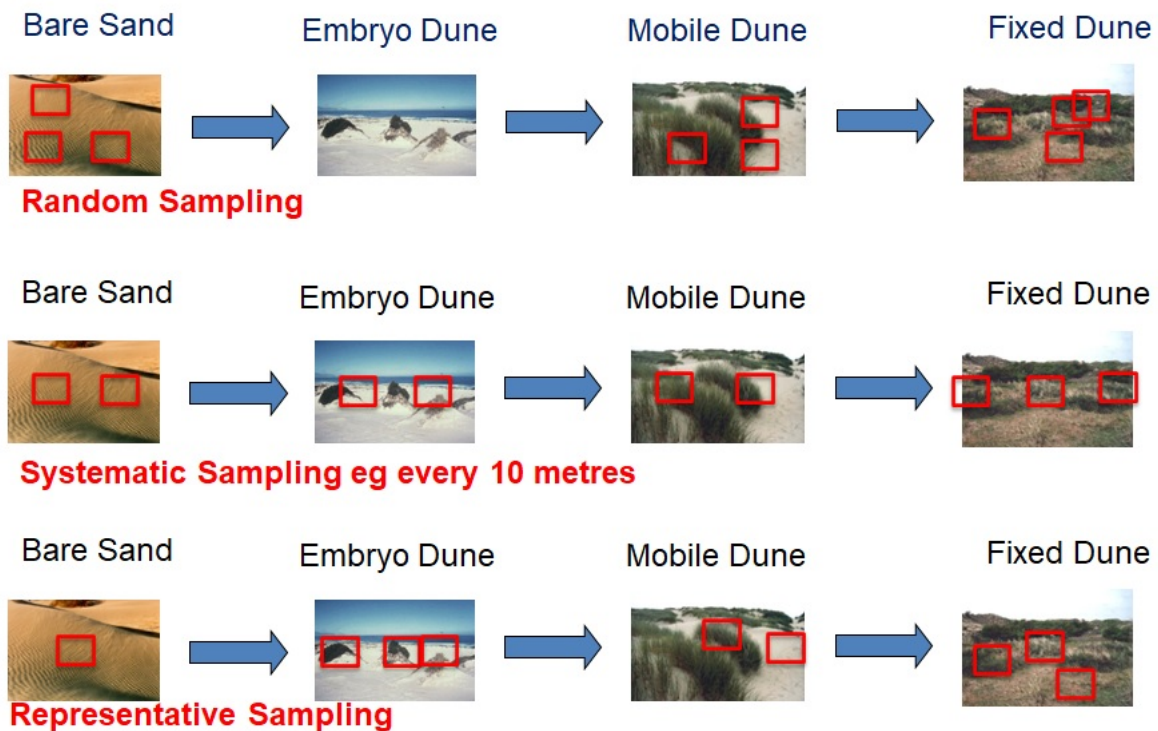 Bare Sand
Embryo Dune
Mobile Dune
Fixed Dune
Random Sampling
Bare Sand
Embryo Dune
Mobile Dune
Fixed Dune
Systematic Sampling eg every 10 metres
Bare Sand
Embryo Dune
Mobile Dune
Fixed Dune
Representative Sampling